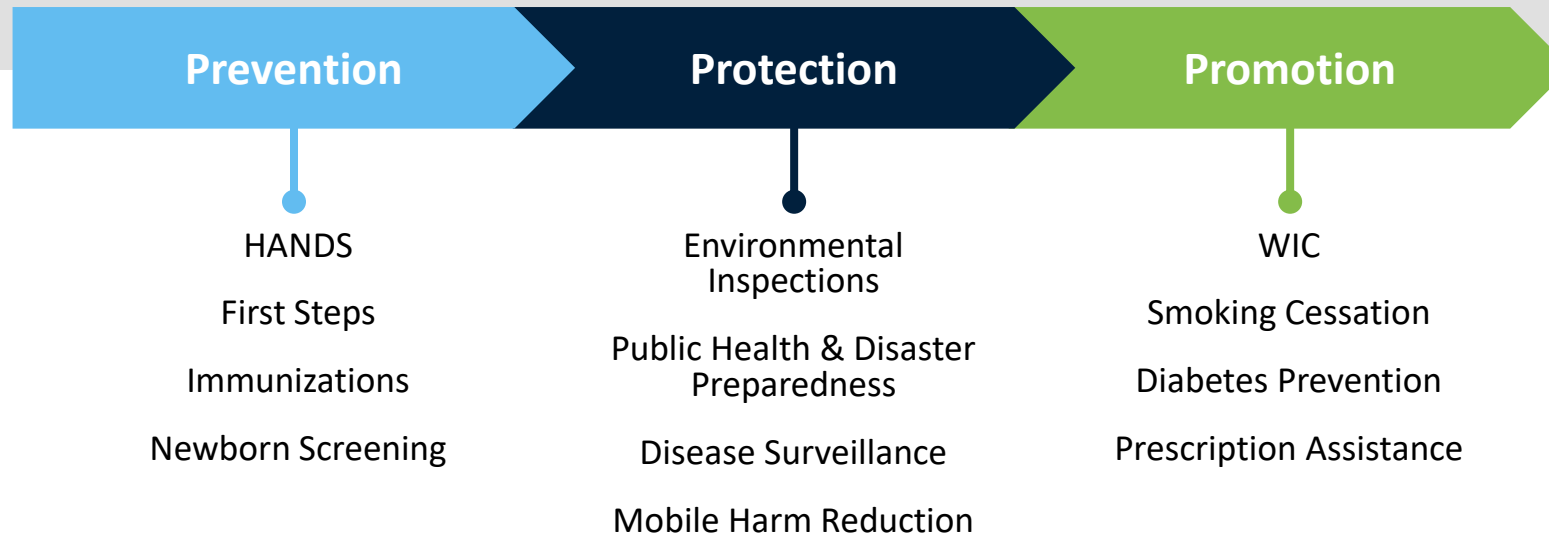 Prevention
Protection
Promotion
HANDS
First Steps
Immunizations
Newborn Screening
Environmental
Inspections
Public Health & Disaster
Preparedness
Disease Surveillance
Mobile Harm Reduction
WIC
Smoking Cessation
Diabetes Prevention
Prescription Assistance